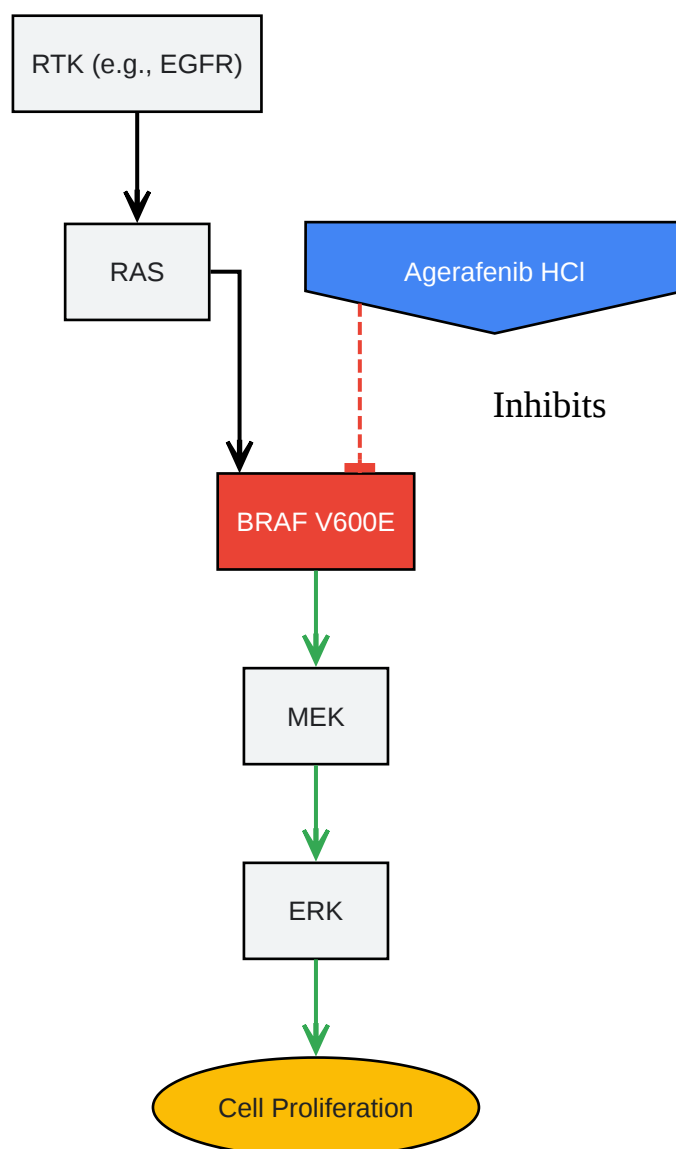 RTK (e.g., EGFR)
RAS
Agerafenib HCl
Inhibits
BRAF V600E
MEK
ERK
Cell Proliferation